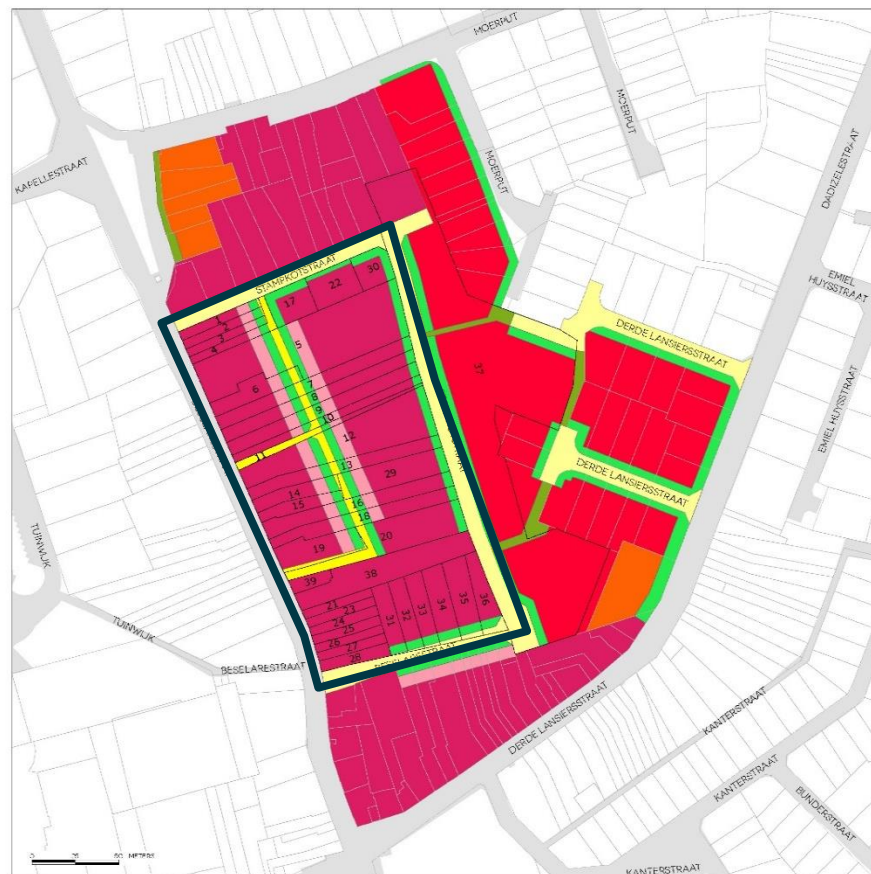 MOERPUT
MOERPUT
MOERPUT
KAPELLESTRAAT
DADIZELESTRAAT
STAMPKOTSTRAAT
EMIEL
HUYSSTRAAT
DERDE LANSIERSSTRAAT
EMIEL HUYSSTRAAT
DERDE LANSIERSSTRAAT
TUINWIJK
TUINWIJK
BESELARESTRAAT
DERDE LANSIERSSTRAAT
KANTERSTRAAT
KANTERSTRAAT
BUNDERSTRAAT
KANTERSTRAAT
1
2
3
4
5
6
7
8
9
10
11
12
13
14
15
16
17
18
19
20
21
22
23
24
25
26
27
28
29
30
31
32
33
34
35
36
37
38
39
0
METERS